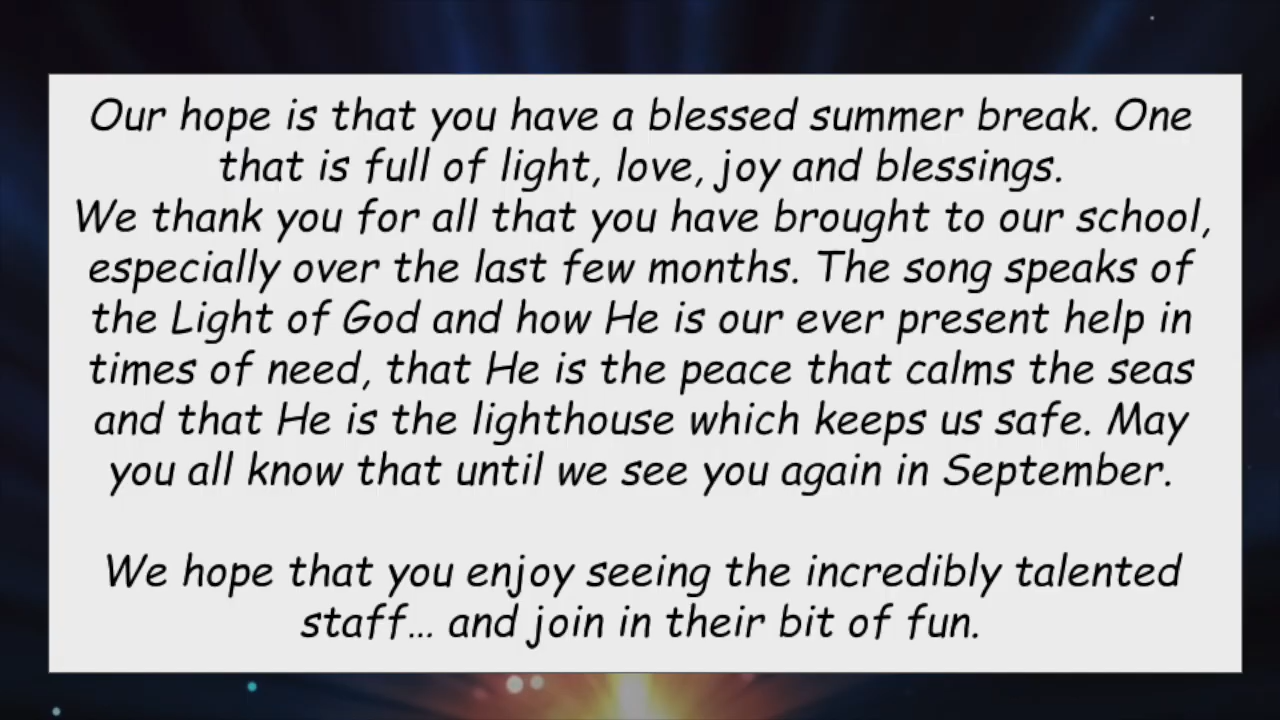 Our hope is that you have a blessed summer break. One
that is full of light, love, joy and blessings.
We thank you for all that you have brought to our school,
especially over the last few months. The song speaks of
the Light of God and how He is our ever present help in
times of need, that He is the peace that calms the seas
and that He is the lighthouse which keeps us safe. May
you all know that until we see you again in September.
We hope that you enjoy seeing the incredibly talented
staff... and join in their bit of fun.